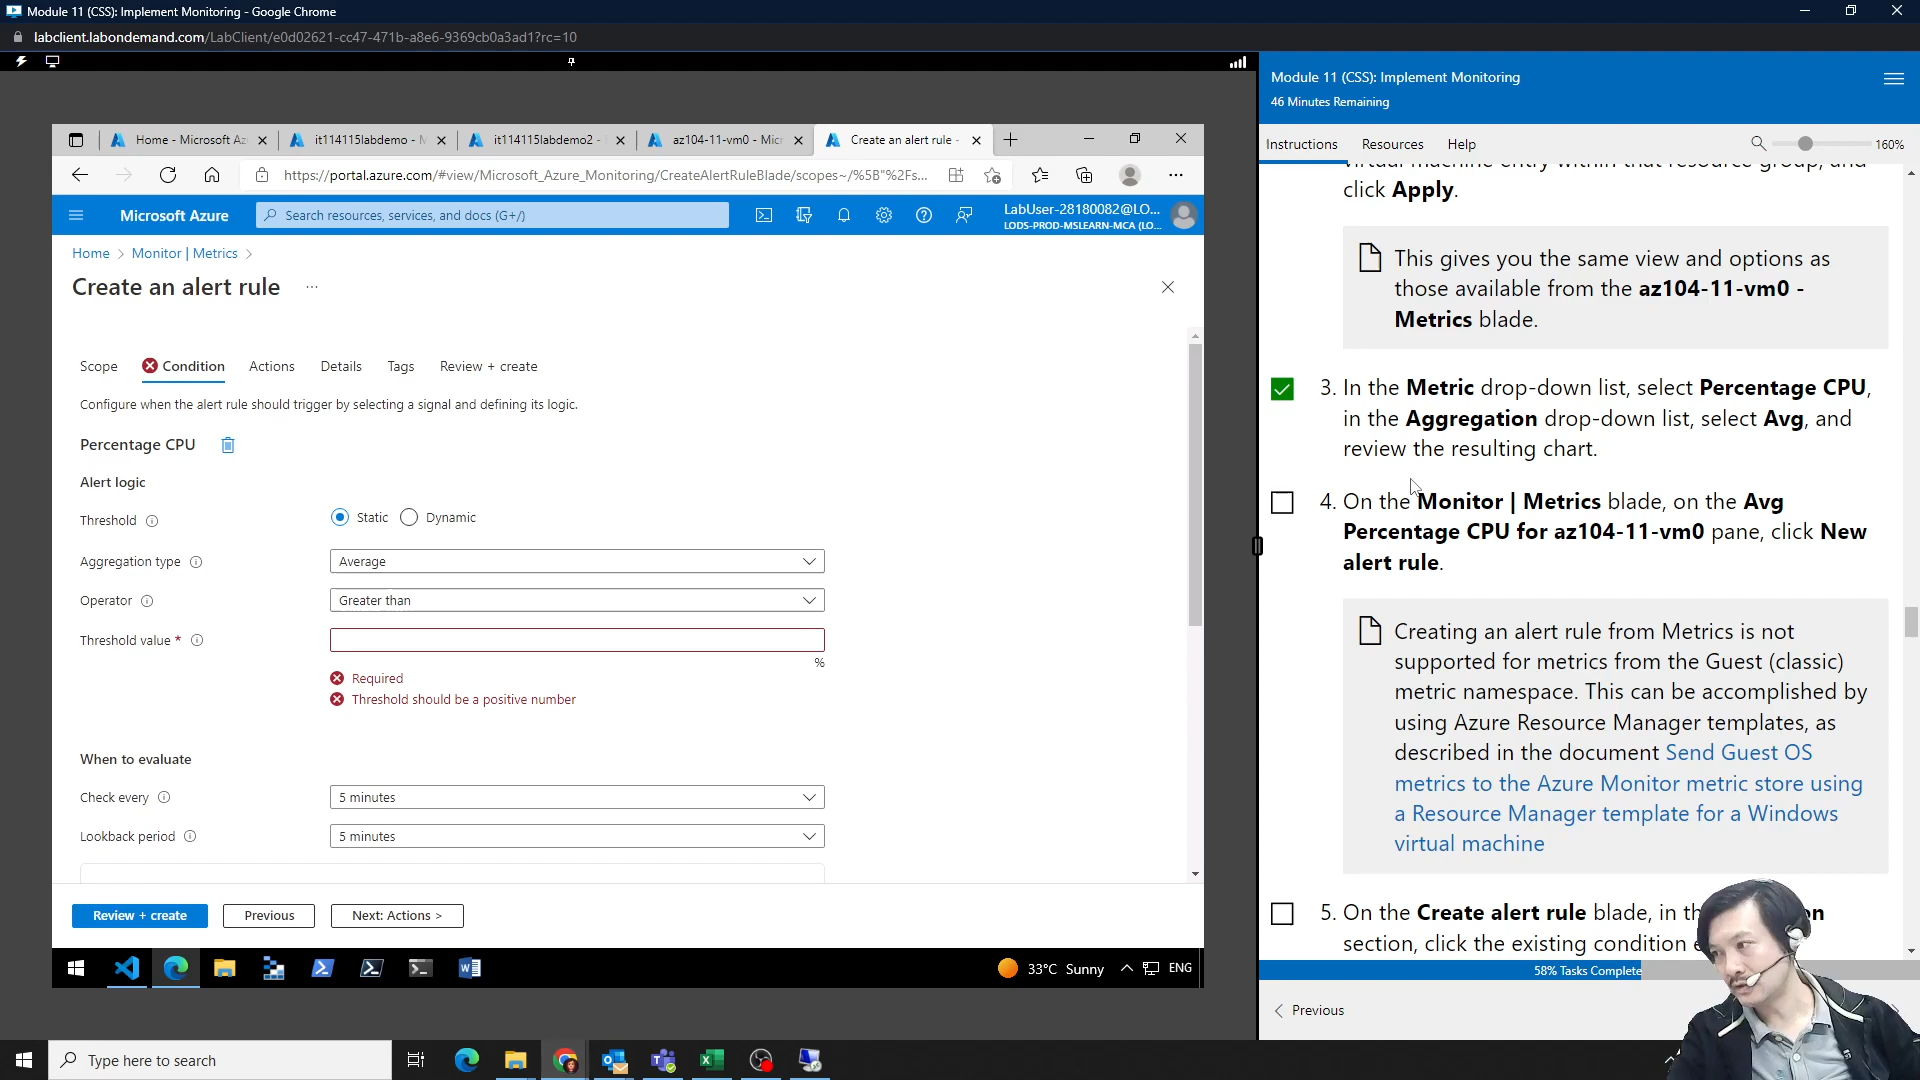 Module 11 (CSS): Implement Monitoring - Google Chrome
labclient.labondemand.com/LabClient/e0d02621-cc47-471b-a8e6-9369cb0a3ad1?rc=10
Home - Microsoft Az
it114115labdemo - M
it114115labdemo2 -
az104-11-vm0 - Micr
Create an alert rule -
https://portal.azure.com/#view/Microsoft_Azure_Monitoring/CreateAlertRuleBlade/scopes~/%5B"%2Fs...
Microsoft Azure
Search resources, services, and docs (G+/)
LabUser-28180082@LO...
LODS-PROD-MSLEARN-MCA (LO...
Home > Monitor | Metrics >
Create an alert rule ...
Scope
Condition
Actions
Details
Tags
Review + create
Configure when the alert rule should trigger by selecting a signal and defining its logic.
Percentage CPU
Alert logic
Threshold
Static
Dynamic
Aggregation type
Average
Operator
Greater than
Threshold value *
%
Required
Threshold should be a positive number
When to evaluate
Check every
5 minutes
Lookback period
5 minutes
Review + create
Previous
Next: Actions >
33°C Sunny
ENG
Module 11 (CSS): Implement Monitoring
46 Minutes Remaining
Instructions
Resources
Help
160%
virtual machine entry within that resource group, and
click Apply.
This gives you the same view and options as
those available from the az104-11-vm0 -
Metrics blade.
3. In the Metric drop-down list, select Percentage CPU,
in the Aggregation drop-down list, select Avg, and
review the resulting chart.
4. On the Monitor | Metrics blade, on the Avg
Percentage CPU for az104-11-vm0 pane, click New
alert rule.
Creating an alert rule from Metrics is not
supported for metrics from the Guest (classic)
metric namespace. This can be accomplished by
using Azure Resource Manager templates, as
described in the document Send Guest OS
metrics to the Azure Monitor metric store using
a Resource Manager template for a Windows
virtual machine
5. On the Create alert rule blade, in th on
section, click the existing condition e
58% Tasks Complete
< Previous
Type here to search